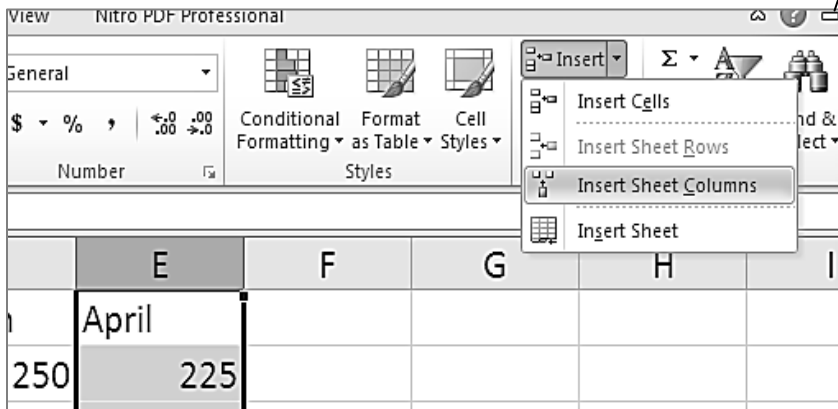 View Nitro PDF Professional
General
Insert
Σ
$ % , .00 .0
Conditional Formatting
Format as Table
Cell Styles
Number
Styles
Insert Cells
Insert Sheet Rows
Insert Sheet Columns
Insert Sheet
E F G H I
April
250 225